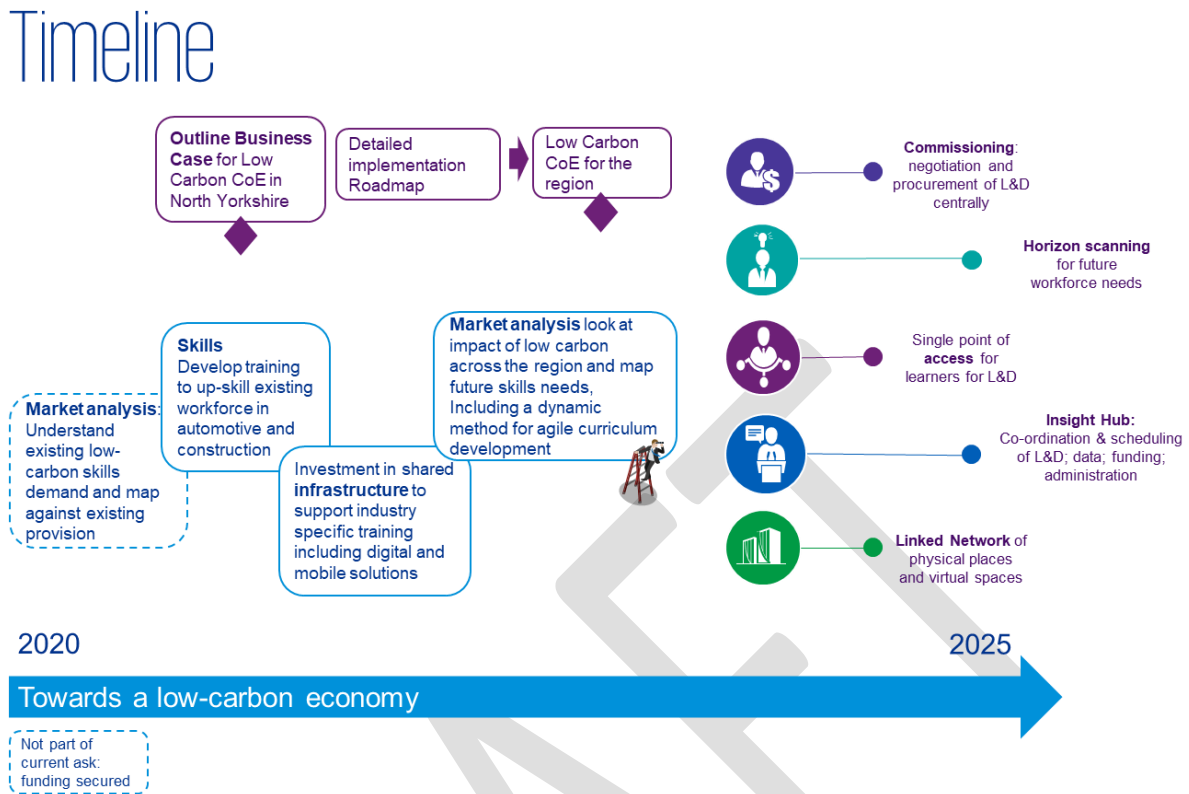 Timeline
Outline Business
Case for Low
Carbon CoE in
North Yorkshire
Detailed
implementation
Roadmap
Low Carbon
CoE for the
region
Commissioning:
negotiation and
procurement of L&D
centrally
Horizon scanning
for future
workforce needs
Single point of
access for
learners for L&D
Insight Hub:
Co-ordination & scheduling
of L&D; data; funding;
administration
Linked Network of
physical places
and virtual spaces
Market analysis:
Understand
existing low-
carbon skills
demand and map
against existing
provision
Skills
Develop training
to up-skill existing
workforce in
automotive and
construction
Investment in shared
infrastructure to
support industry
specific training
including digital and
mobile solutions
Market analysis look at
impact of low carbon
across the region and map
future skills needs,
Including a dynamic
method for agile curriculum
development
2020
2025
Towards a low-carbon economy
Not part of
current ask:
funding secured